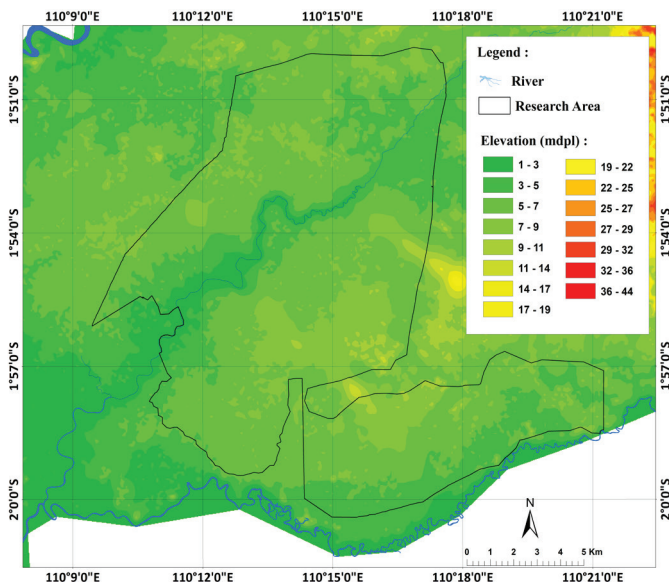 110°9'0"E 110°12'0"E 110°15'0"E 110°18'0"E 110°21'0"E
Legend :
River
Research Area
Elevation (mdpl) :
1 - 3
3 - 5
5 - 7
7 - 9
9 - 11
11 - 14
14 - 17
17 - 19
19 - 22
22 - 25
25 - 27
27 - 29
29 - 32
32 - 36
36 - 44
1°51'0"S 1°51'0"S
1°54'0"S 1°54'0"S
1°57'0"S 1°57'0"S
2°0'0"S 2°0'0"S
N
0 1 2 3 4 5 Km
110°9'0"E 110°12'0"E 110°15'0"E 110°18'0"E 110°21'0"E